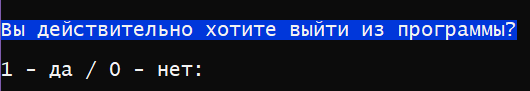 Вы действительно хотите выйти из программы?
1 - да / 0 - нет: